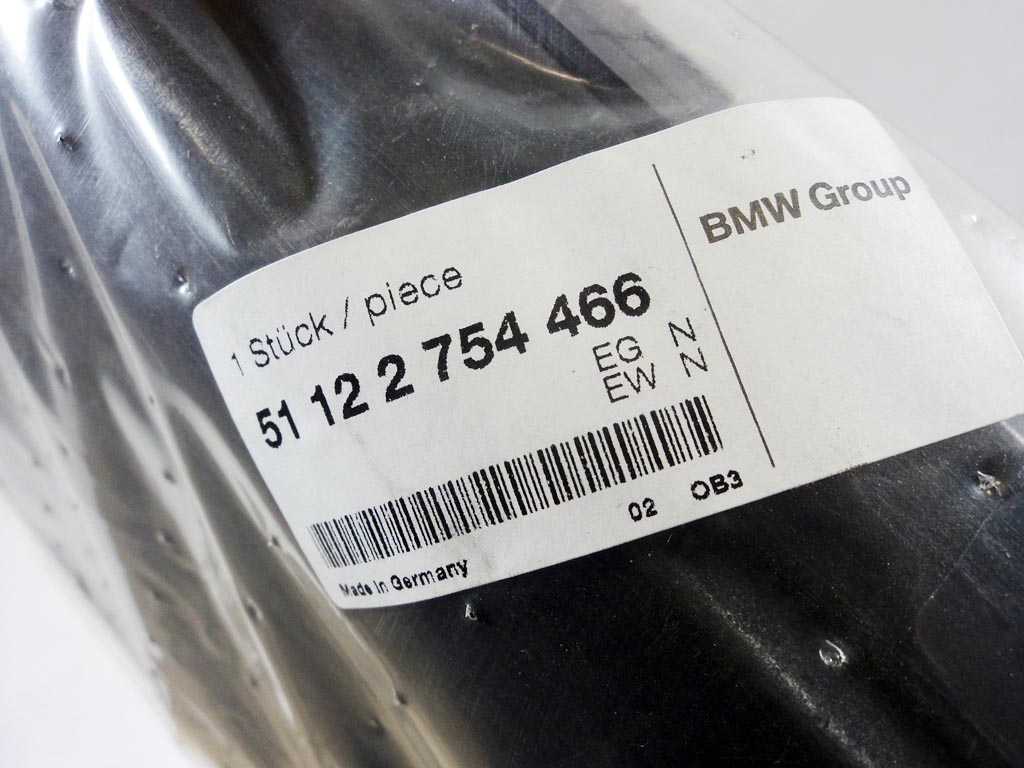 1 Stück / piece
51 12 2 754 466
EG N
EW N
02 OB3
Made in Germany
BMW Group